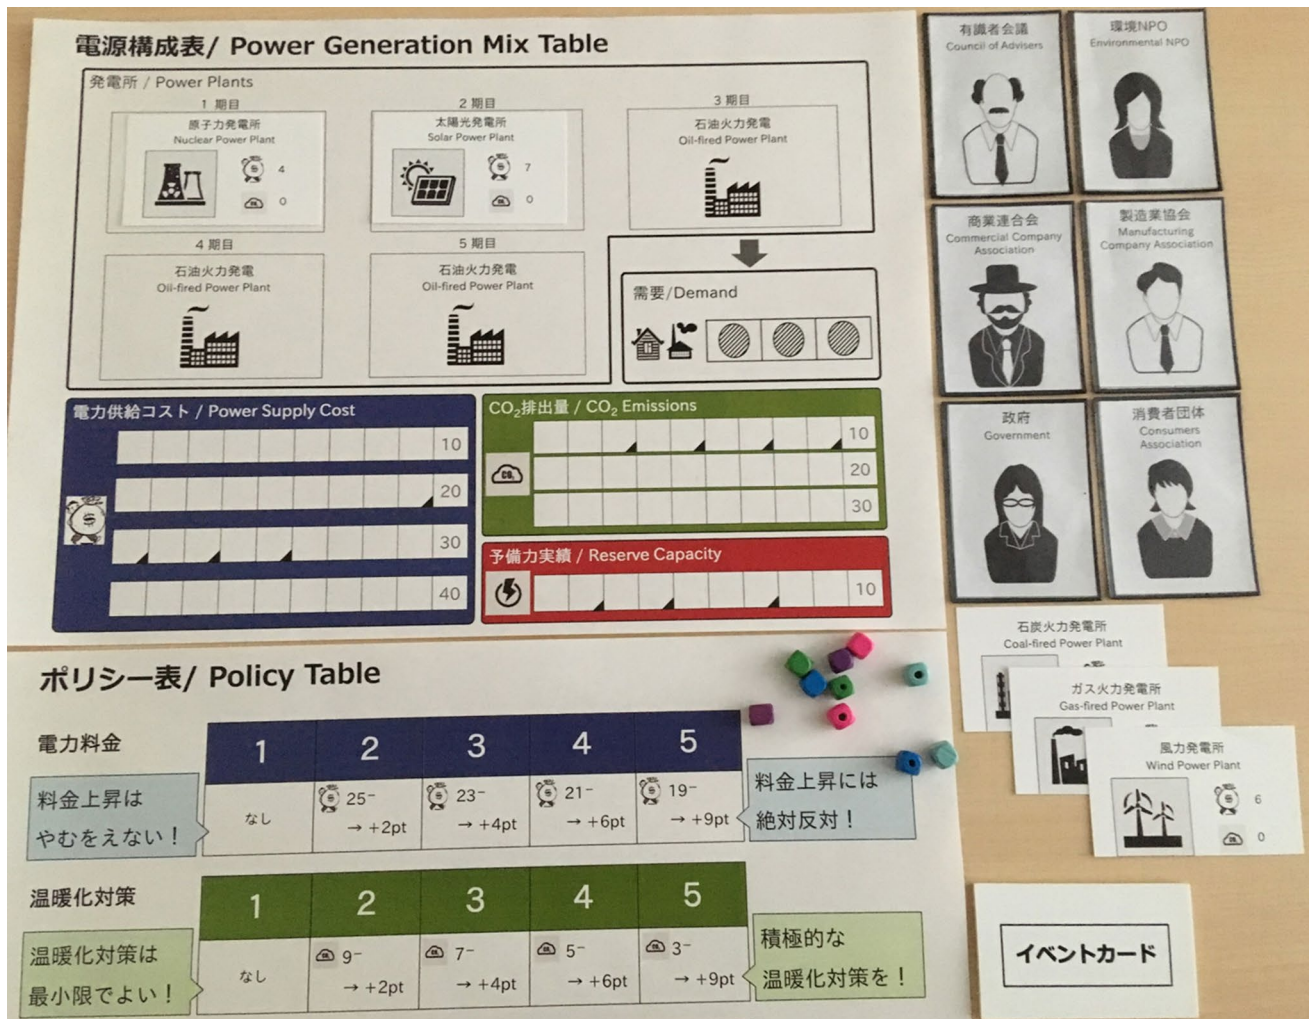 電源構成表/ Power Generation Mix Table
発電所 / Power Plants
1 期目
原子力発電所
Nuclear Power Plant
4
0
2 期目
太陽光発電所
Solar Power Plant
7
0
3 期目
石油火力発電
Oil-fired Power Plant
4 期目
石油火力発電
Oil-fired Power Plant
5 期目
石油火力発電
Oil-fired Power Plant
需要/Demand
電力供給コスト / Power Supply Cost
10
20
30
40
CO₂排出量 / CO₂ Emissions
CO₂
10
20
30
予備力実績 / Reserve Capacity
10
有識者会議
Council of Advisers
環境NPO
Environmental NPO
商業連合会
Commercial Company
Association
製造業協会
Manufacturing
Company Association
政府
Government
消費者団体
Consumers
Association
石炭火力発電所
Coal-fired Power Plant
ガス火力発電所
Gas-fired Power Plant
風力発電所
Wind Power Plant
6
0
イベントカード
ポリシー表/ Policy Table
電力料金
1 2 3 4 5
料金上昇は
やむをえない！
なし
25⁻
→ +2pt
23⁻
→ +4pt
21⁻
→ +6pt
19⁻
→ +9pt
料金上昇には
絶対反対！
温暖化対策
1 2 3 4 5
温暖化対策は
最小限でよい！
なし
9⁻
→ +2pt
7⁻
→ +4pt
5⁻
→ +6pt
3⁻
→ +9pt
積極的な
温暖化対策を！